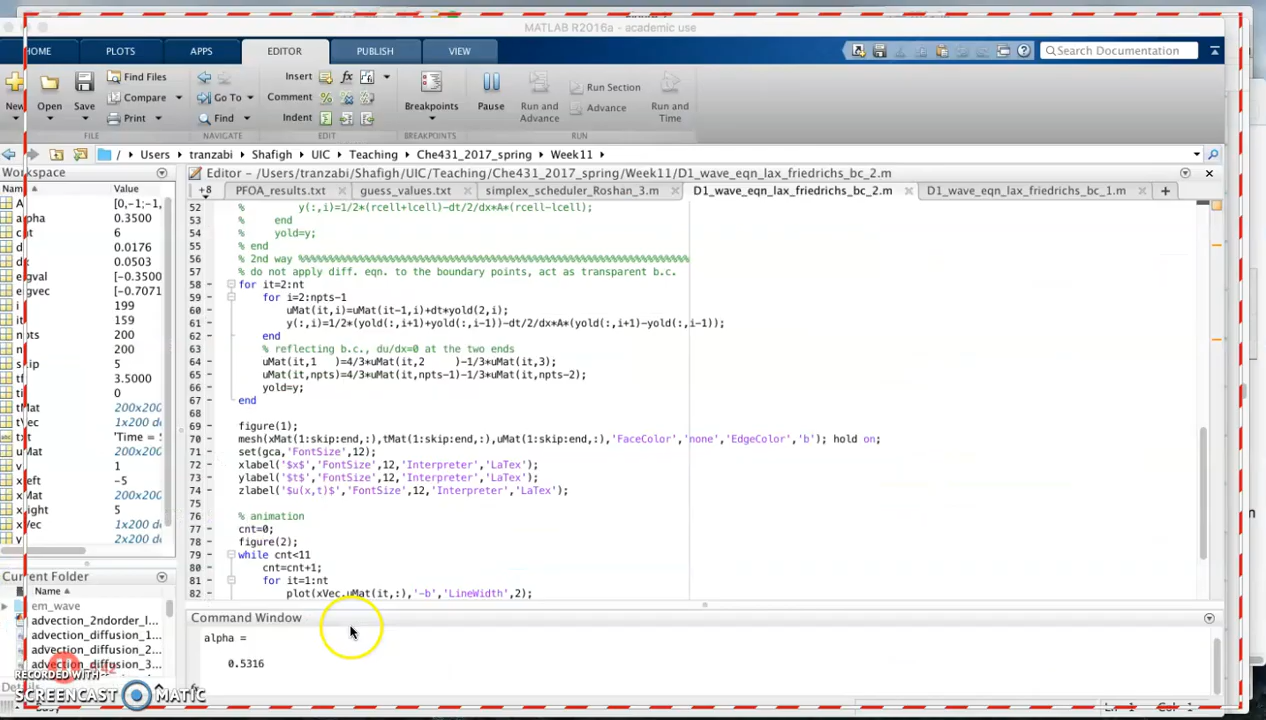 MATLAB R2016a - academic use
HOME PLOTS APPS EDITOR PUBLISH VIEW Search Documentation
New Open Save Find Files Compare Print Go To Find Insert Comment Indent Breakpoints Pause Run and Advance Run Section Advance Run and Time
FILE NAVIGATE EDIT BREAKPOINTS RUN
/ Users tranzabi Shafigh UIC Teaching Che431_2017_spring Week11
Workspace
Value
[0,-1;-1,
alpha 0.3500
6
0.0176
0.0503
[-0.3500
[-0.7071
i 199
it 159
200
200
5
3.5000
0
tMat 200x200
tVec 1x200 do
txt 'Time = 5
uMat 200x200
v 1
-5
xMat 200x200
5
xVec 1x200 do
2x200 do
Current Folder
Name
em_wave
advection_2ndorder_l...
advection_diffusion_1...
advection_diffusion_2...
advection_diffusion_3...
Editor - /Users/tranzabi/Shafigh/UIC/Teaching/Che431_2017_spring/Week11/D1_wave_eqn_lax_friedrichs_bc_2.m
+8 PFOA_results.txt guess_values.txt simplex_scheduler_Roshan_3.m D1_wave_eqn_lax_friedrichs_bc_2.m D1_wave_eqn_lax_friedrichs_bc_1.m
52 % y(:,i)=1/2*(rcell+lcell)-dt/2/dx*A*(rcell-lcell);
53 % end
54 % yold=y;
55 % end
56 % 2nd way %%%%%%%%%%%%%%%%%%%%%%%%%%%%%%%%%%%%%%%%%%%%%%%%%%%%%%%%%%%%%%%
57 % do not apply diff. eqn. to the boundary points, act as transparent b.c.
58 for it=2:nt
59 for i=2:npts-1
60 uMat(it,i)=uMat(it-1,i)+dt*yold(2,i);
61 y(:,i)=1/2*(yold(:,i+1)+yold(:,i-1))-dt/2/dx*A*(yold(:,i+1)-yold(:,i-1));
62 end
63 % reflecting b.c., du/dx=0 at the two ends
64 uMat(it,1   )=4/3*uMat(it,2     )-1/3*uMat(it,3);
65 uMat(it,npts)=4/3*uMat(it,npts-1)-1/3*uMat(it,npts-2);
66 yold=y;
67 end
68
69 figure(1);
70 mesh(xMat(1:skip:end,:),tMat(1:skip:end,:),uMat(1:skip:end,:),'FaceColor','none','EdgeColor','b'); hold on;
71 set(gca,'FontSize',12);
72 xlabel('$x$','FontSize',12,'Interpreter','LaTex');
73 ylabel('$t$','FontSize',12,'Interpreter','LaTex');
74 zlabel('$u(x,t)$','FontSize',12,'Interpreter','LaTex');
75
76 % animation
77 cnt=0;
78 figure(2);
79 while cnt<11
80 cnt=cnt+1;
81 for it=1:nt
82 plot(xVec,uMat(it,:),'-b','LineWidth',2);
Command Window
alpha =
0.5316
RECORDED WITH
SCREENCAST MATIC